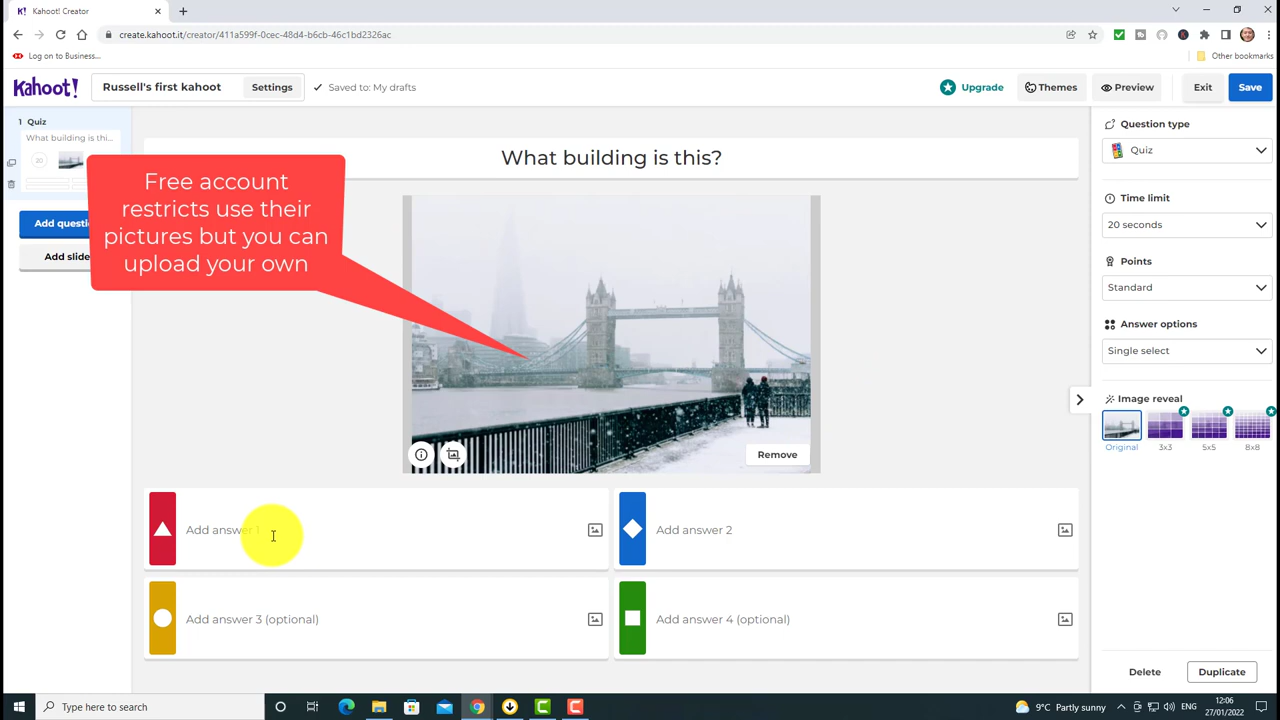 Kahoot! Creator
create.kahoot.it/creator/411a599f-0cec-48d4-b6cb-46c1bd2326ac
Log on to Business...
Other bookmarks
Kahoot!
Russell's first kahoot
Settings
Saved to: My drafts
Upgrade
Themes
Preview
Exit
Save
1 Quiz
What building is thi...
20
Add questi
Add slide
Free account
restricts use their
pictures but you can
upload your own
What building is this?
Remove
Add answer 1
Add answer 2
Add answer 3 (optional)
Add answer 4 (optional)
Question type
Quiz
Time limit
20 seconds
Points
Standard
Answer options
Single select
Image reveal
Original
3x3
5x5
8x8
Delete
Duplicate
Type here to search
9°C Partly sunny
ENG
12:06
27/01/2022